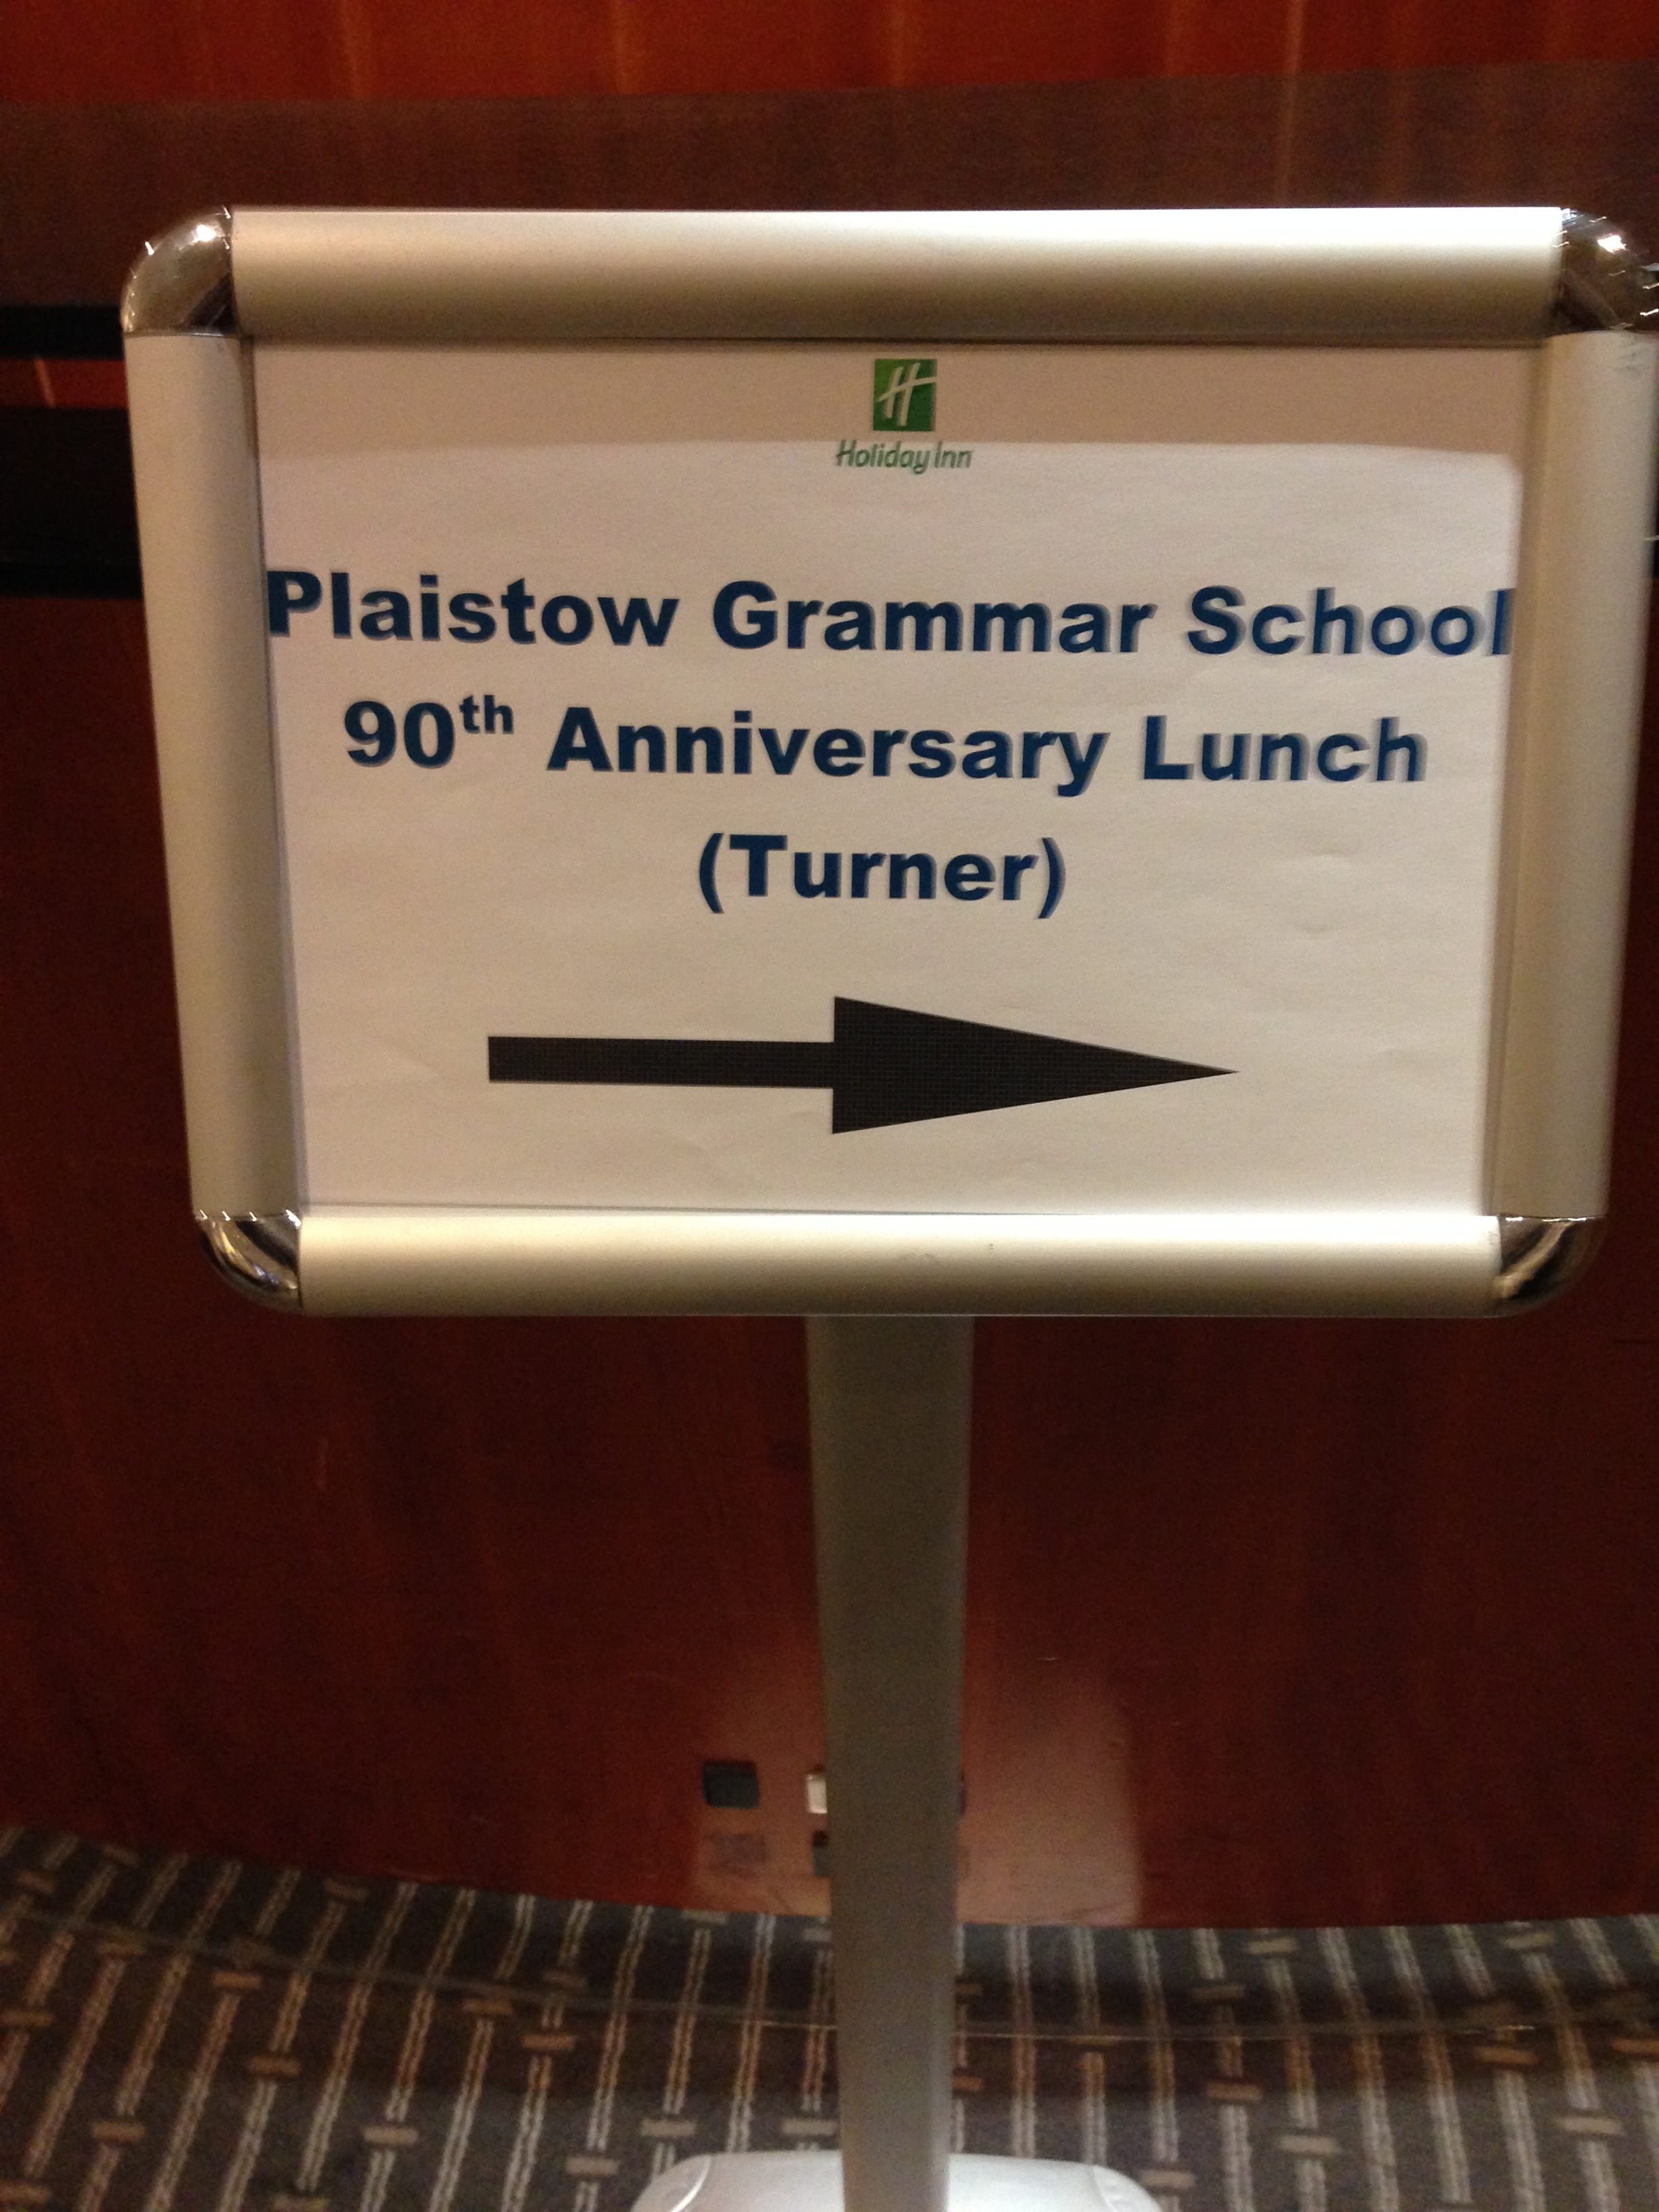 Holiday Inn
Plaistow Grammar School
90th Anniversary Lunch
(Turner)